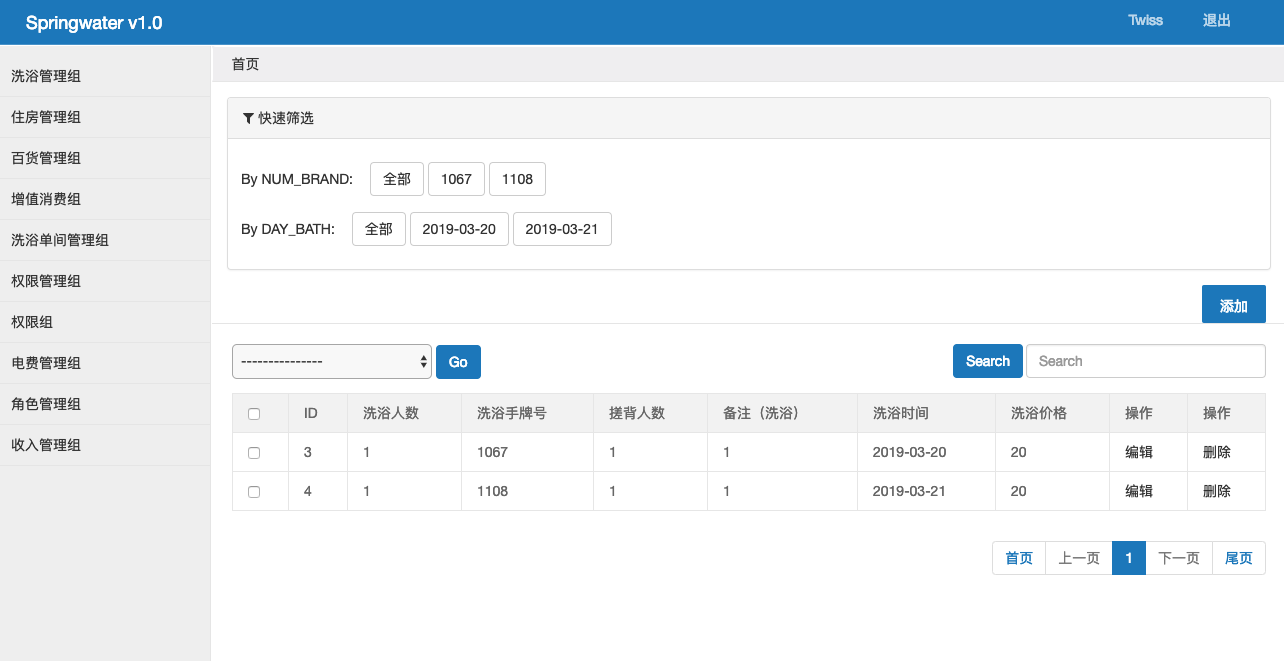 Springwater v1.0 Twiss 退出
洗浴管理组
住房管理组
百货管理组
增值消费组
洗浴单间管理组
权限管理组
权限组
电费管理组
角色管理组
收入管理组
首页
快速筛选
By NUM_BRAND: 全部 1067 1108
By DAY_BATH: 全部 2019-03-20 2019-03-21
添加
--------------- Go Search Search
ID 洗浴人数 洗浴手牌号 搓背人数 备注（洗浴） 洗浴时间 洗浴价格 操作 操作
3 1 1067 1 1 2019-03-20 20 编辑 删除
4 1 1108 1 1 2019-03-21 20 编辑 删除
首页 上一页 1 下一页 尾页